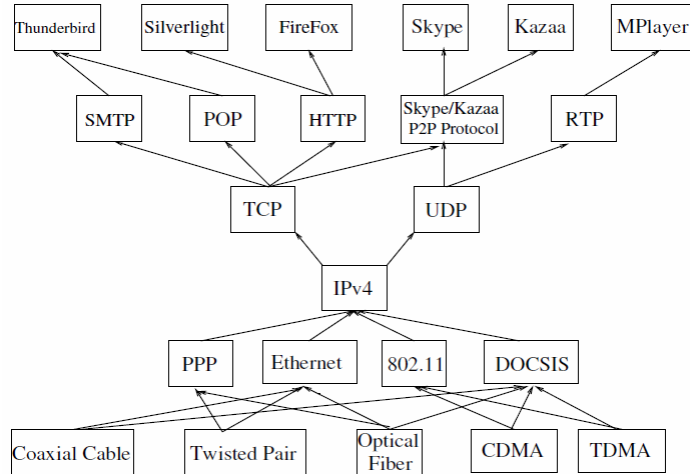 Thunderbird
Silverlight
FireFox
Skype
Kazaa
MPlayer
SMTP
POP
HTTP
Skype/Kazaa
P2P Protocol
RTP
TCP
UDP
IPv4
PPP
Ethernet
802.11
DOCSIS
Coaxial Cable
Twisted Pair
Optical
Fiber
CDMA
TDMA